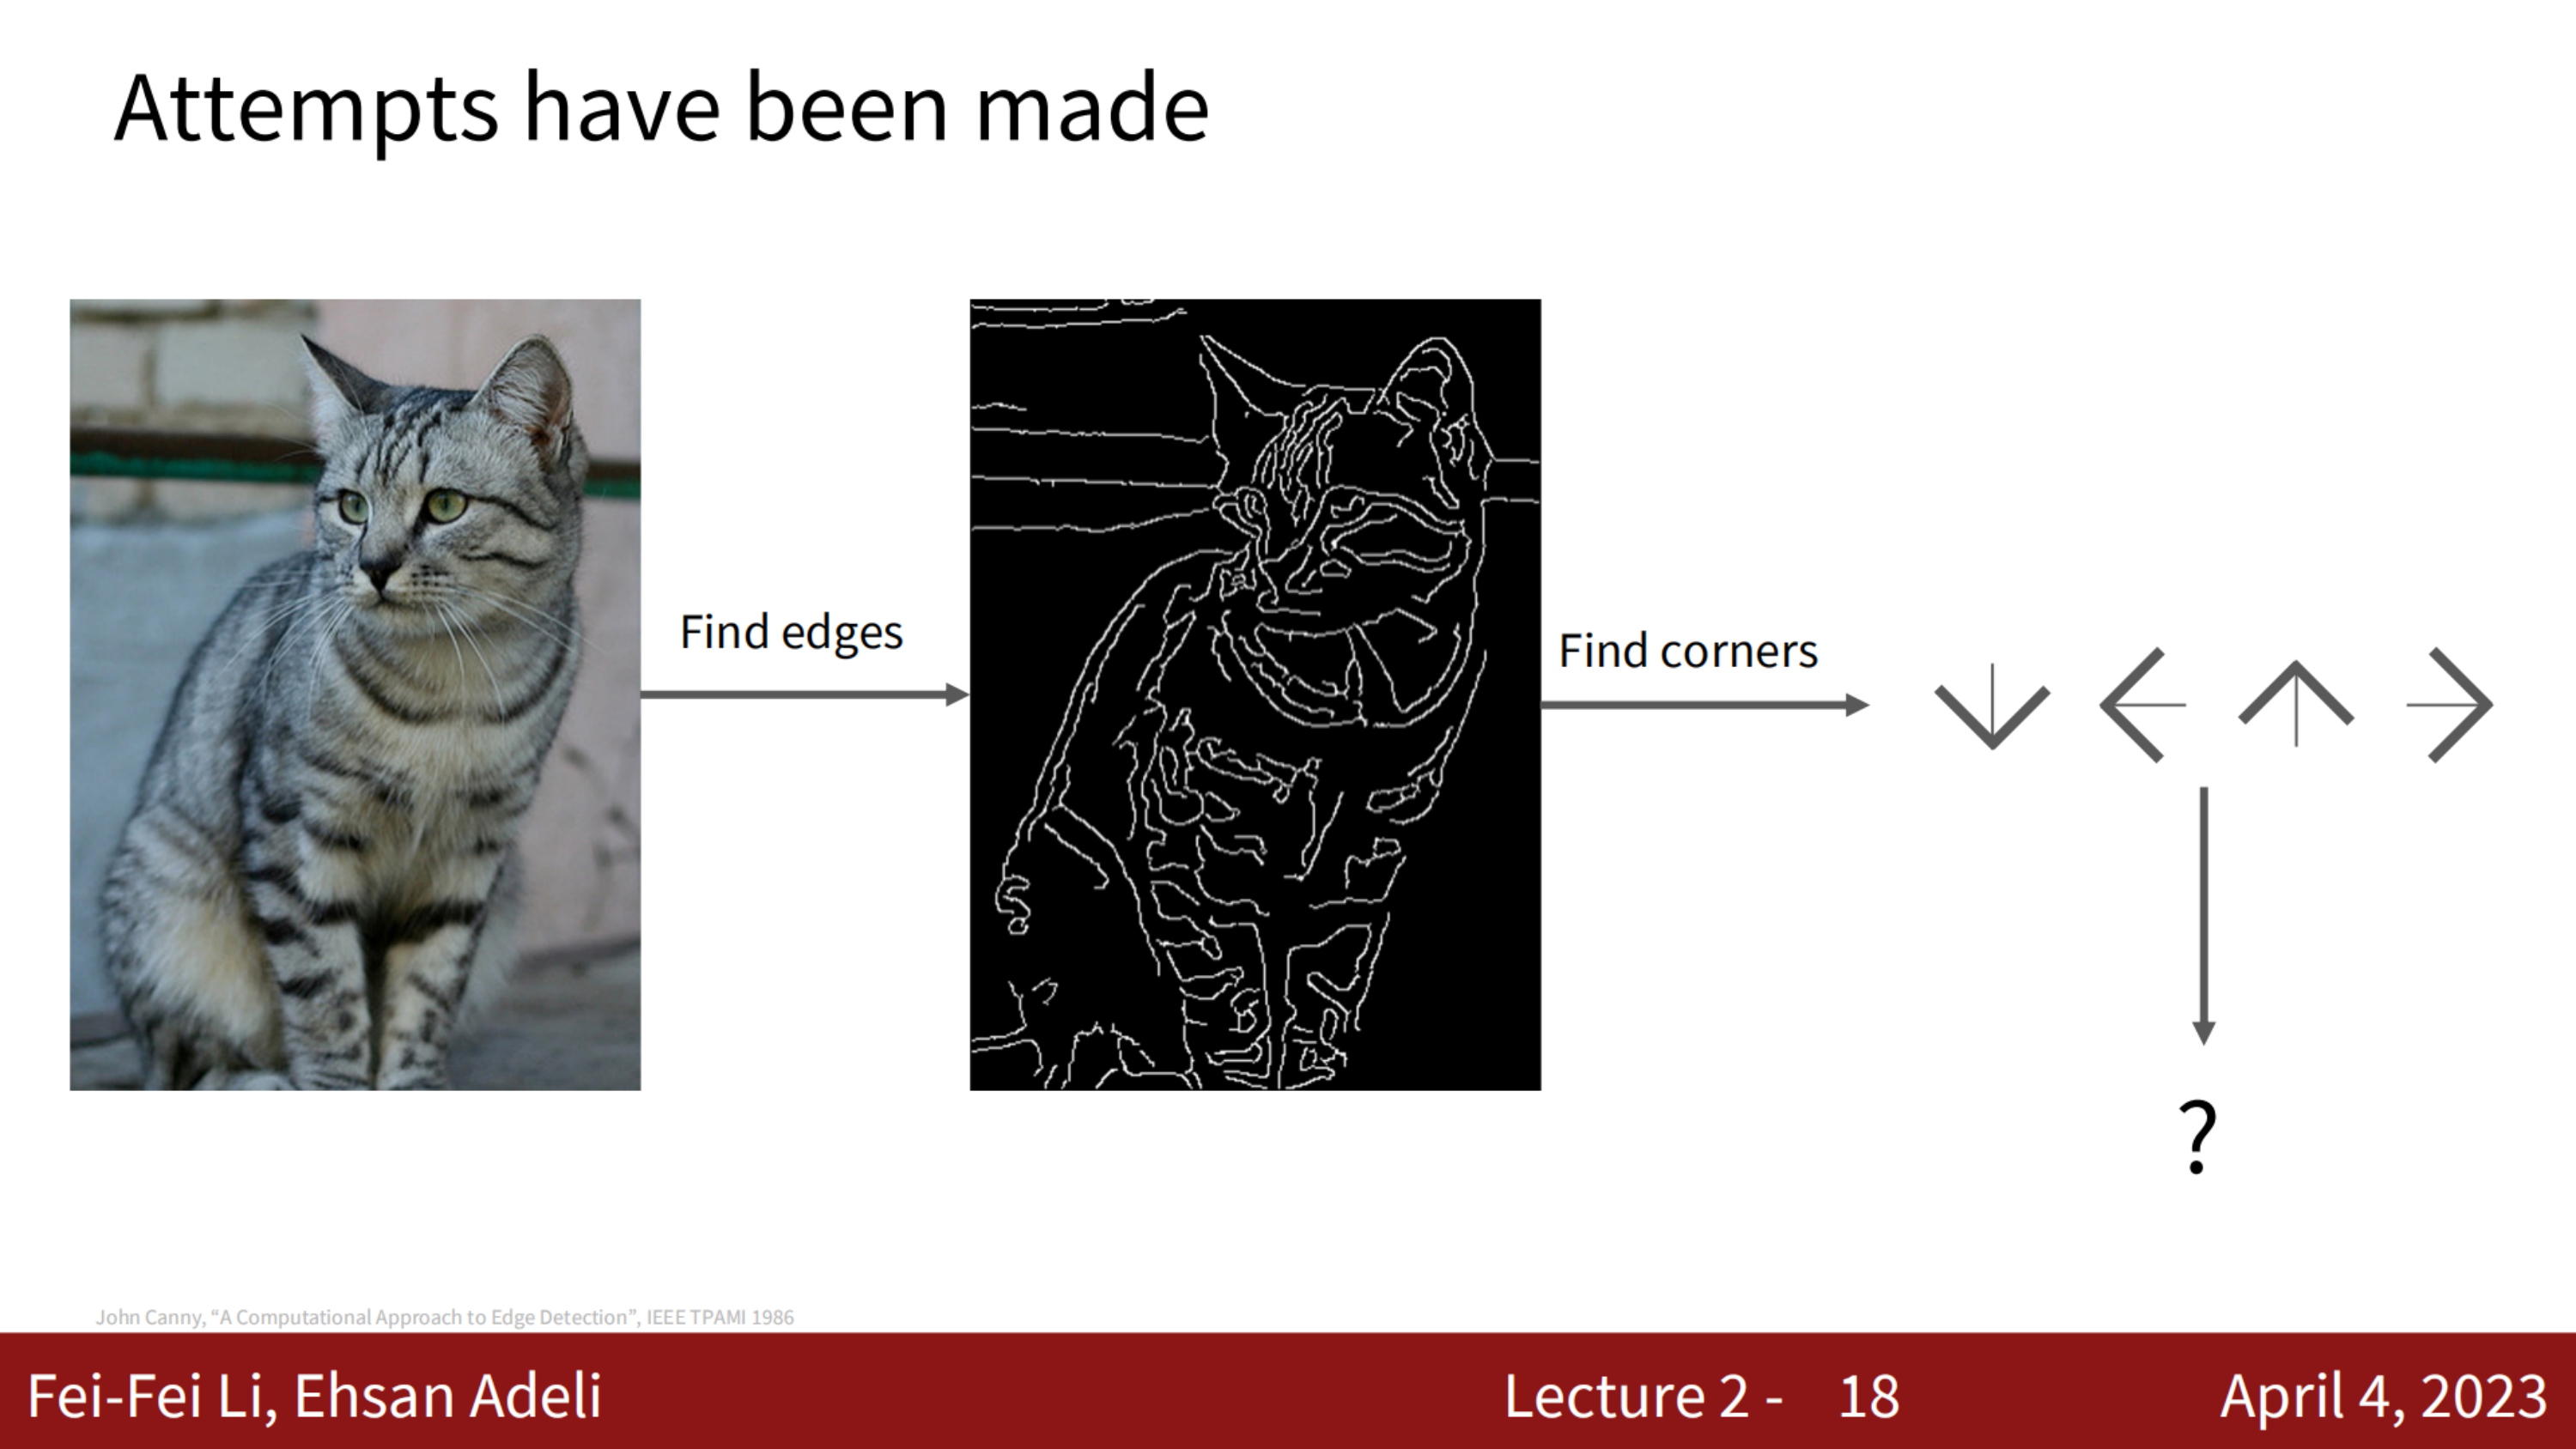 Attempts have been made
Find edges
Find corners
?
John Canny, “A Computational Approach to Edge Detection”, IEEE TPAMI 1986
Fei-Fei Li, Ehsan Adeli
Lecture 2 - 18
April 4, 2023